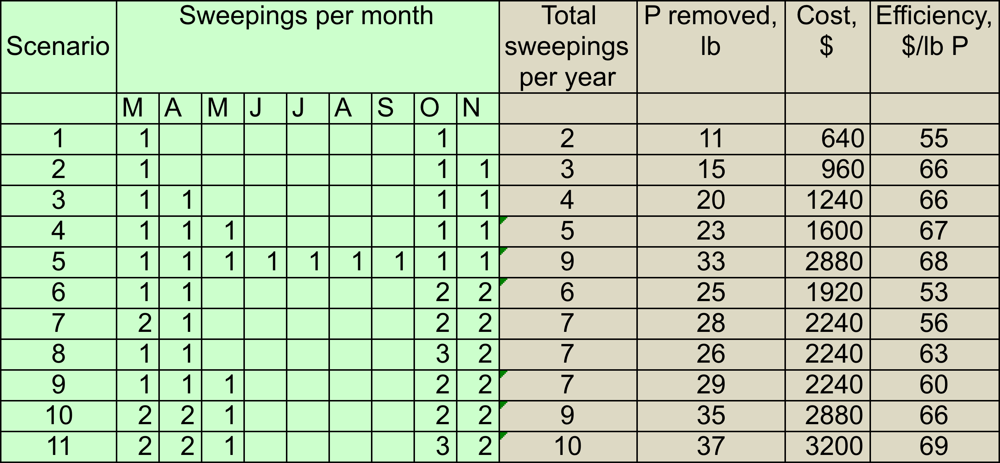 Scenario Sweepings per month Total sweepings per year P removed, lb Cost, $ Efficiency, $/lb P
M A M J J A S O N
1 1 1 2 11 640 55
2 1 1 1 3 15 960 66
3 1 1 1 1 4 20 1240 66
4 1 1 1 1 1 5 23 1600 67
5 1 1 1 1 1 1 1 1 1 9 33 2880 68
6 1 1 2 2 6 25 1920 53
7 2 1 2 2 7 28 2240 56
8 1 1 3 2 7 26 2240 63
9 1 1 1 2 2 7 29 2240 60
10 2 2 1 2 2 9 35 2880 66
11 2 2 1 3 2 10 37 3200 69